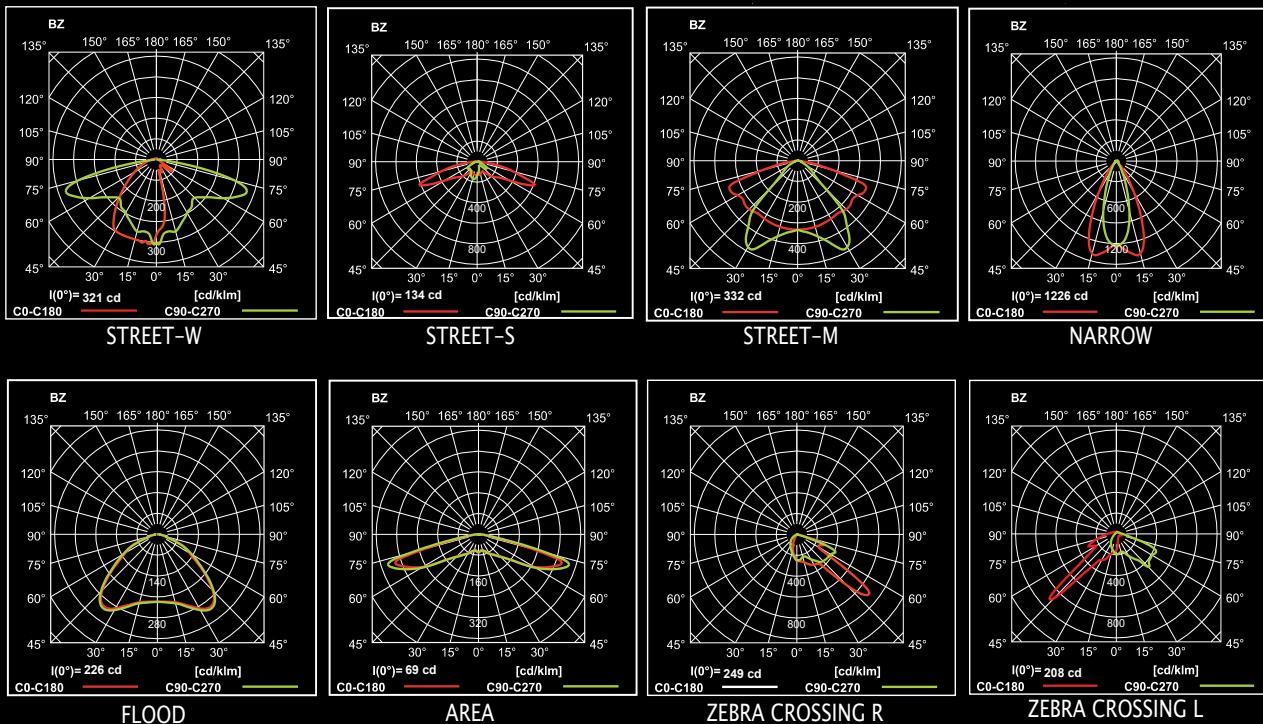 BZ
135° 150° 165° 180° 165° 150° 135°
120° 120°
105° 105°
90° 90°
75° 75°
200
60° 60°
300
45° 30° 15° 0° 15° 30° 45°
I(0°)= 321 cd [cd/klm]
C0-C180 C90-C270
STREET-W
BZ
135° 150° 165° 180° 165° 150° 135°
120° 120°
105° 105°
90° 90°
75° 75°
400
60° 60°
800
45° 30° 15° 0° 15° 30° 45°
I(0°)= 134 cd [cd/klm]
C0-C180 C90-C270
STREET-S
BZ
135° 150° 165° 180° 165° 150° 135°
120° 120°
105° 105°
90° 90°
75° 75°
200
60° 60°
400
45° 30° 15° 0° 15° 30° 45°
I(0°)= 332 cd [cd/klm]
C0-C180 C90-C270
STREET-M
BZ
135° 150° 165° 180° 165° 150° 135°
120° 120°
105° 105°
90° 90°
75° 75°
600
60° 60°
1200
45° 30° 15° 0° 15° 30° 45°
I(0°)= 1226 cd [cd/klm]
C0-C180 C90-C270
NARROW
BZ
135° 150° 165° 180° 165° 150° 135°
120° 120°
105° 105°
90° 90°
75° 75°
140
60° 60°
280
45° 30° 15° 0° 15° 30° 45°
I(0°)= 226 cd [cd/klm]
C0-C180 C90-C270
FLOOD
BZ
135° 150° 165° 180° 165° 150° 135°
120° 120°
105° 105°
90° 90°
75° 75°
160
60° 60°
320
45° 30° 15° 0° 15° 30° 45°
I(0°)= 69 cd [cd/klm]
C0-C180 C90-C270
AREA
BZ
135° 150° 165° 180° 165° 150° 135°
120° 120°
105° 105°
90° 90°
75° 75°
400
60° 60°
800
45° 30° 15° 0° 15° 30° 45°
I(0°)= 249 cd [cd/klm]
C0-C180 C90-C270
ZEBRA CROSSING R
BZ
135° 150° 165° 180° 165° 150° 135°
120° 120°
105° 105°
90° 90°
75° 75°
400
60° 60°
800
45° 30° 15° 0° 15° 30° 45°
I(0°)= 208 cd [cd/klm]
C0-C180 C90-C270
ZEBRA CROSSING L